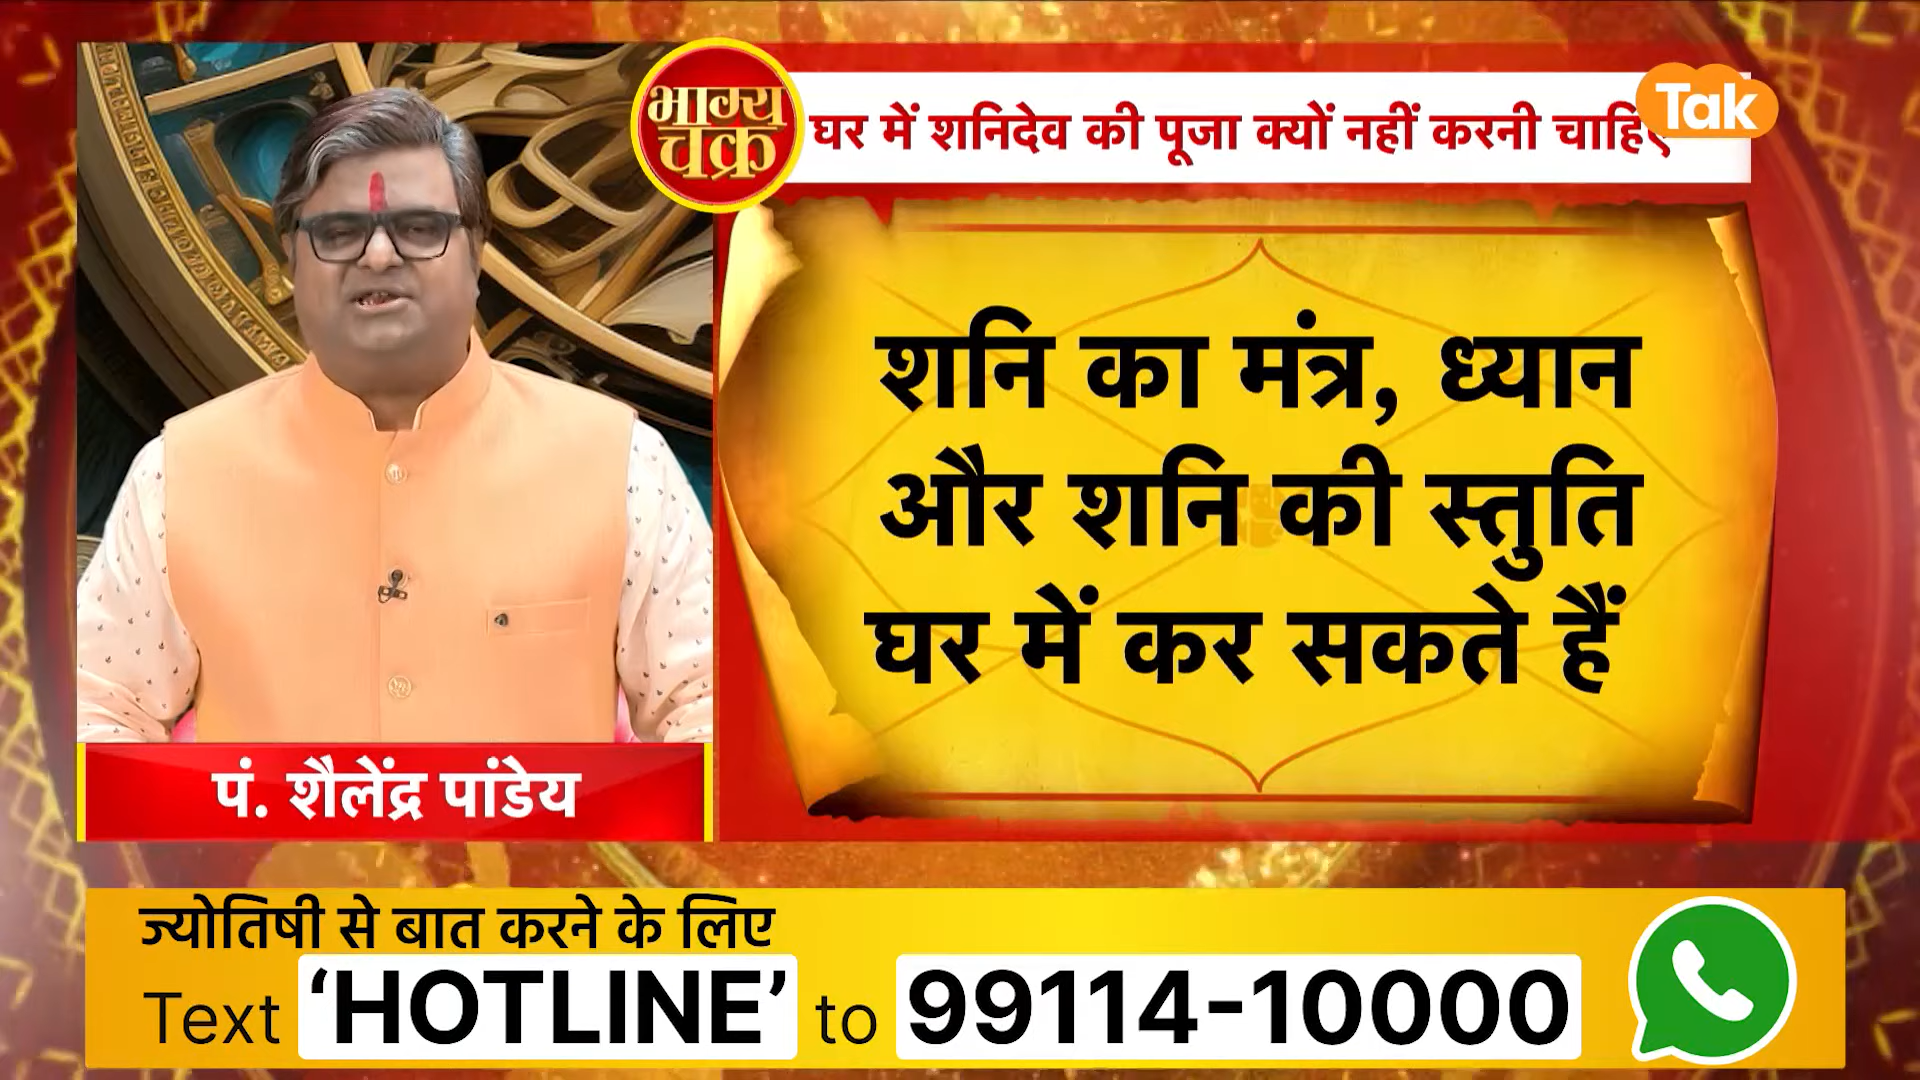 भाग्य
चक्र
घर में शनिदेव की पूजा क्यों नहीं करनी
Tak
शनि का मंत्र, ध्यान
और शनि की स्तुति
घर में कर सकते हैं
पं. शैलेंद्र पांडेय
ज्योतिषी से बात करने के लिए
Text 'HOTLINE' to 99114-10000